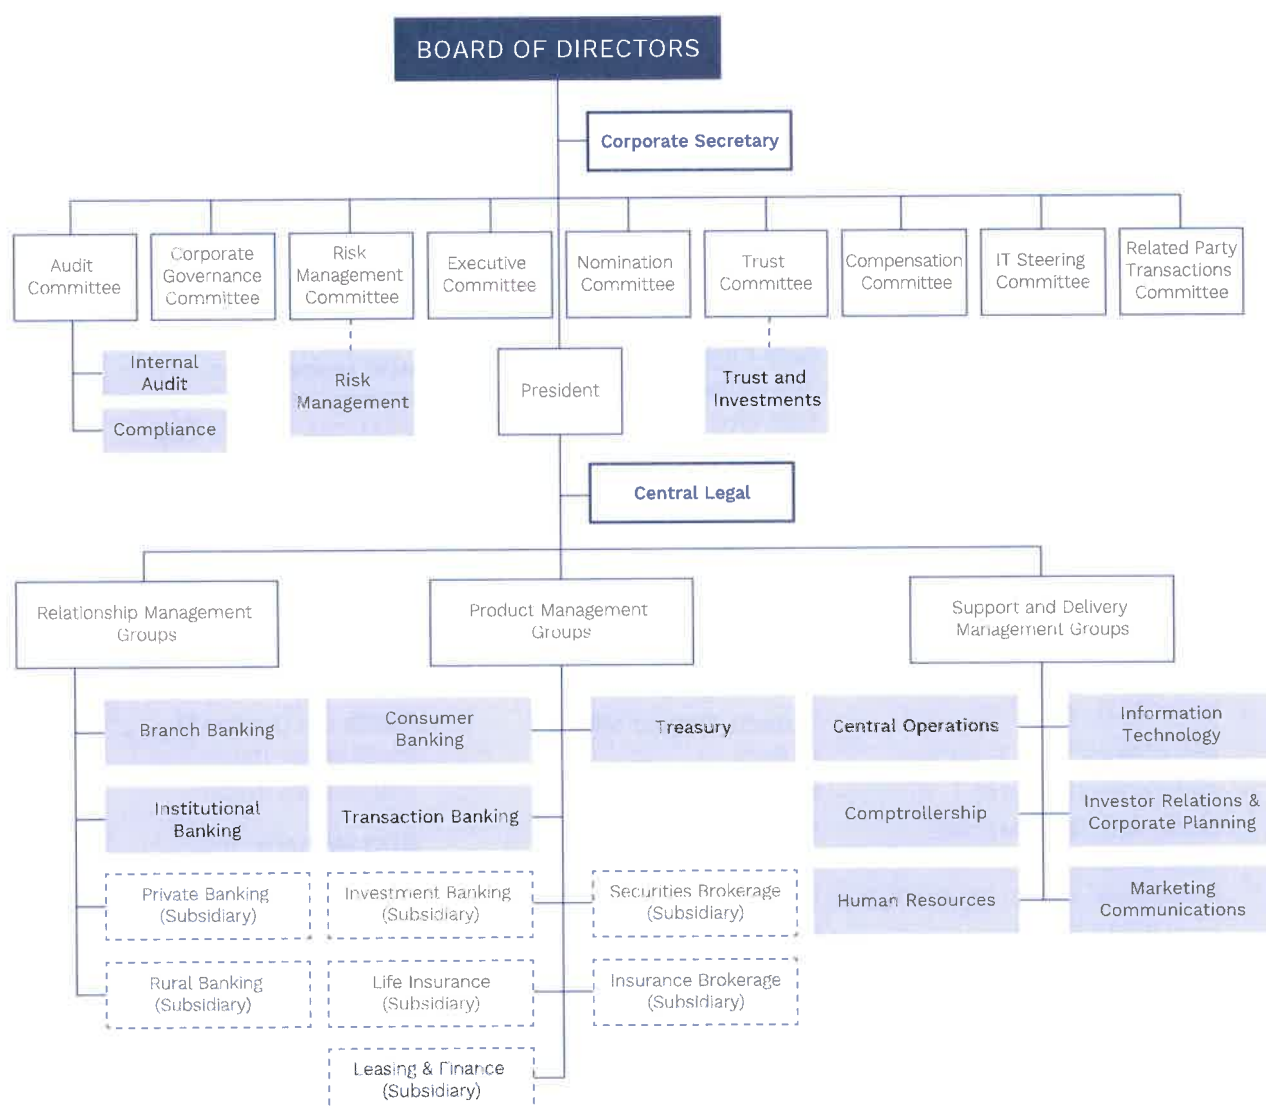 BOARD OF DIRECTORS
Corporate Secretary
Audit
Committee
Corporate
Governance
Committee
Risk
Management
Committee
Executive
Committee
Nomination
Committee
Trust
Committee
Compensation
Committee
IT Steering
Committee
Related Party
Transactions
Committee
Internal
Audit
Compliance
Risk
Management
President
Trust and
Investments
Central Legal
Relationship Management
Groups
Product Management
Groups
Support and Delivery
Management Groups
Branch Banking
Institutional
Banking
Private Banking
(Subsidiary)
Rural Banking
(Subsidiary)
Consumer
Banking
Treasury
Transaction Banking
Investment Banking
(Subsidiary)
Securities Brokerage
(Subsidiary)
Life Insurance
(Subsidiary)
Insurance Brokerage
(Subsidiary)
Leasing & Finance
(Subsidiary)
Central Operations
Information
Technology
Comptrollership
Investor Relations &
Corporate Planning
Human Resources
Marketing
Communications